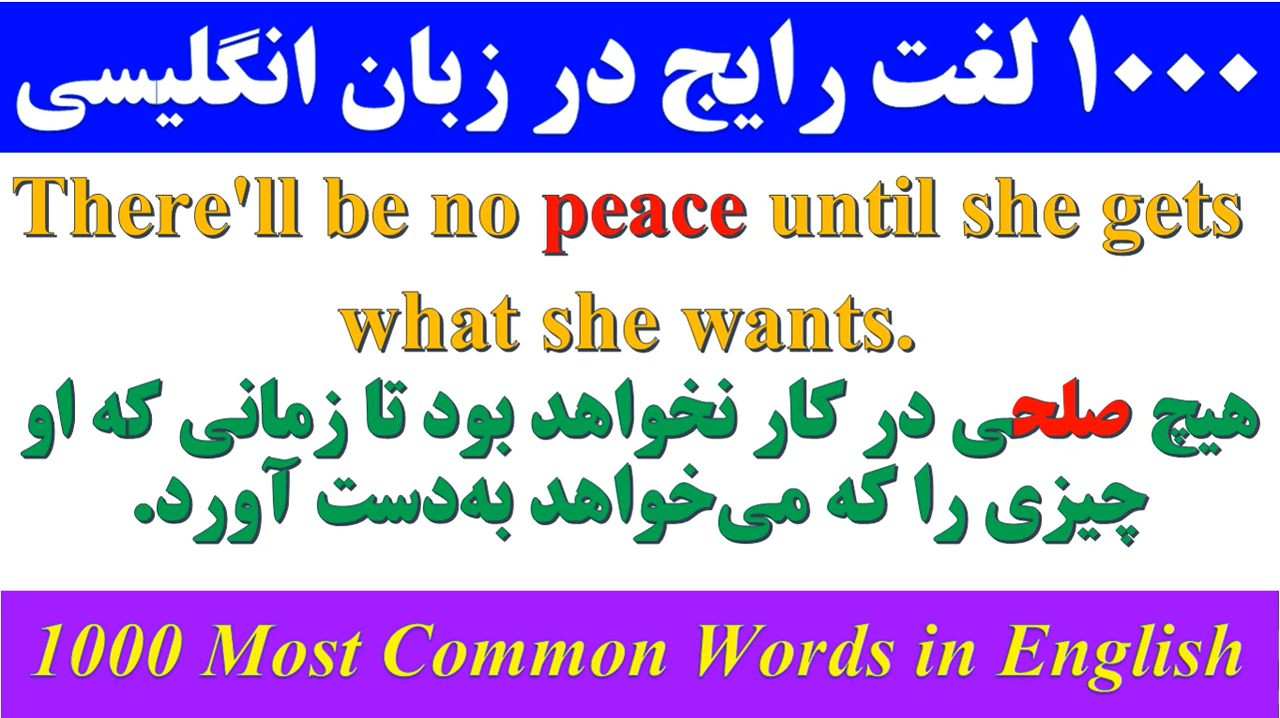 ۱۰۰۰ لغت رایج در زبان انگلیسی
There'll be no peace until she gets
what she wants.
هیچ صلحی در کار نخواهد بود تا زمانی که او
چیزی را که می‌خواهد به‌دست آورد.
1000 Most Common Words in English